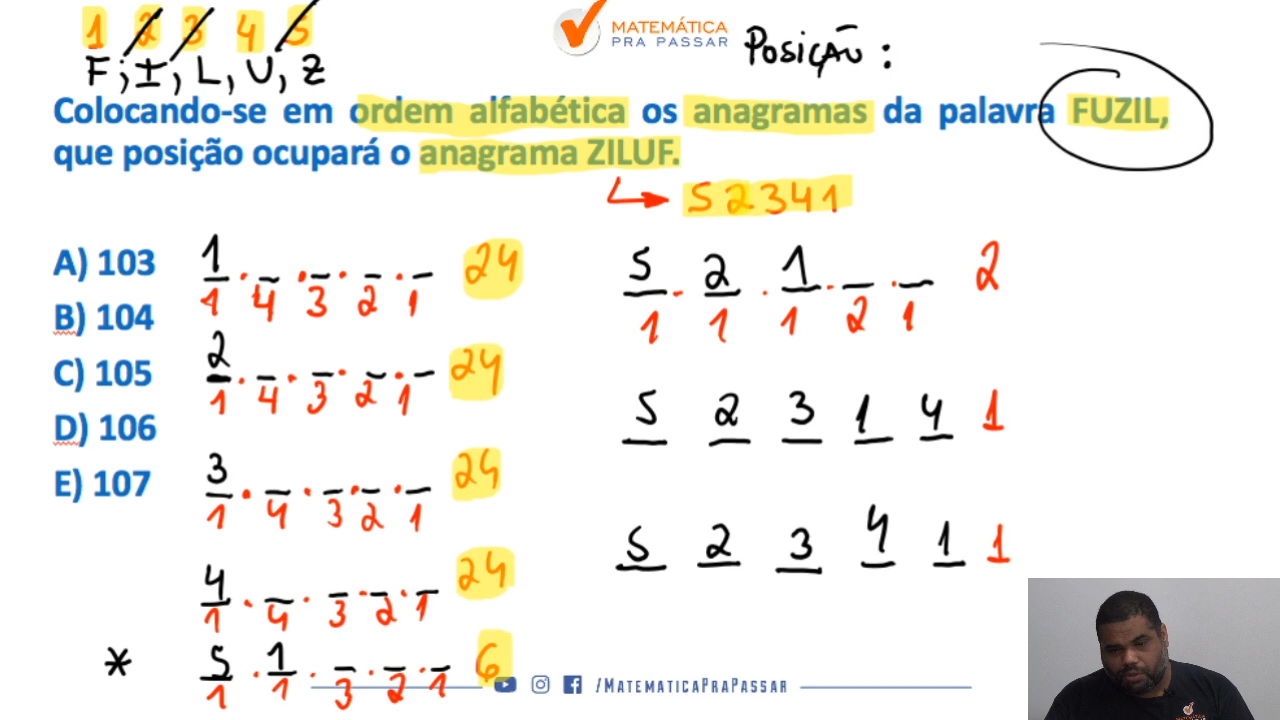 1 2 3 4 5
F, I, L, U, Z
MATEMÁTICA
PRA PASSAR
POSIÇÃO:
Colocando-se em ordem alfabética os anagramas da palavra FUZIL,
que posição ocupará o anagrama ZILUF.
52341
A) 103
B) 104
C) 105
D) 106
E) 107
1
1 · 4 · 3 · 2 · 1 24
2
1 · 4 · 3 · 2 · 1 24
3
1 · 4 · 3 · 2 · 1 24
4
1 · 4 · 3 · 2 · 1 24
* 5 1
1 · 1 · 3 · 2 · 1 6
5 2 1
1 · 1 · 1 · 2 · 1 2
5 2 3 1 4 1
5 2 3 4 1 1
/MATEMATICAPRAPASSAR